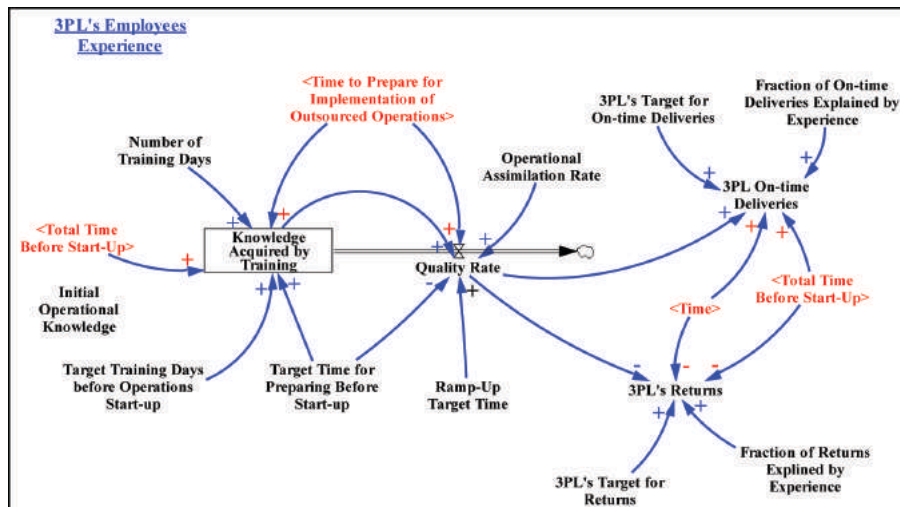 3PL's Employees
Experience
<Time to Prepare for
Implementation of
Outsourced Operations>
3PL's Target for
On-time Deliveries
Fraction of On-time
Deliveries Explained by
Experience
Number of
Training Days
Operational
Assimilation Rate
3PL On-time
Deliveries
<Total Time
Before Start-Up>
Knowledge
Acquired by
Training
Quality Rate
Initial
Operational
Knowledge
<Time>
<Total Time
Before Start-Up>
Target Training Days
before Operations
Start-up
Target Time for
Preparing Before
Start-up
Ramp-Up
Target Time
3PL's Returns
3PL's Target for
Returns
Fraction of Returns
Explined by
Experience